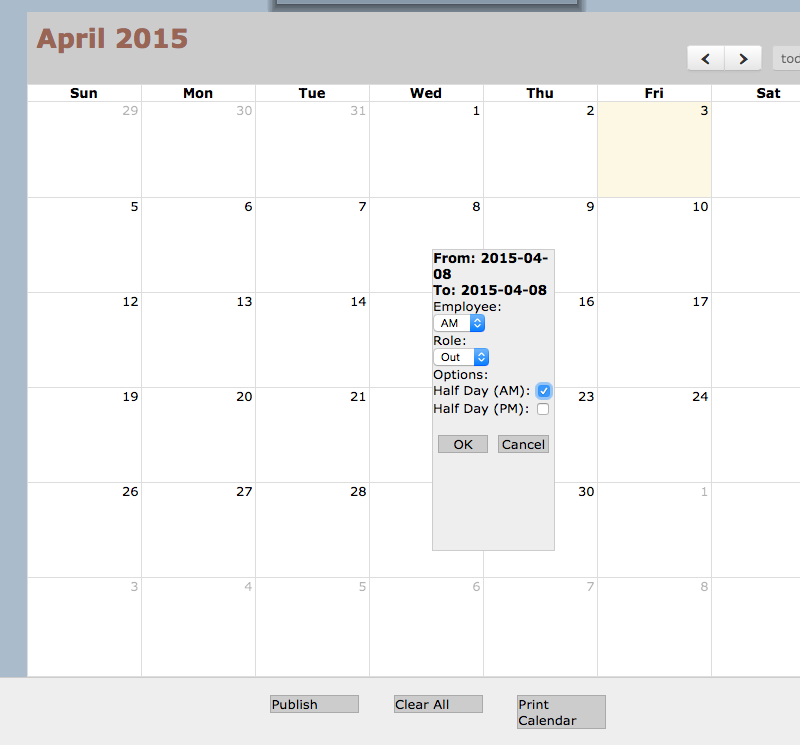 April 2015
tod
Sun Mon Tue Wed Thu Fri Sat
29 30 31 1 2 3
5 6 7 8 9 10
From: 2015-04-
08
To: 2015-04-08
12 13 14 16 17
Employee:
AM
Role:
Out
Options:
19 20 21 23 24
Half Day (AM):
Half Day (PM):
OK Cancel
26 27 28 30 1
3 4 5 6 7 8
Publish Clear All Print
Calendar